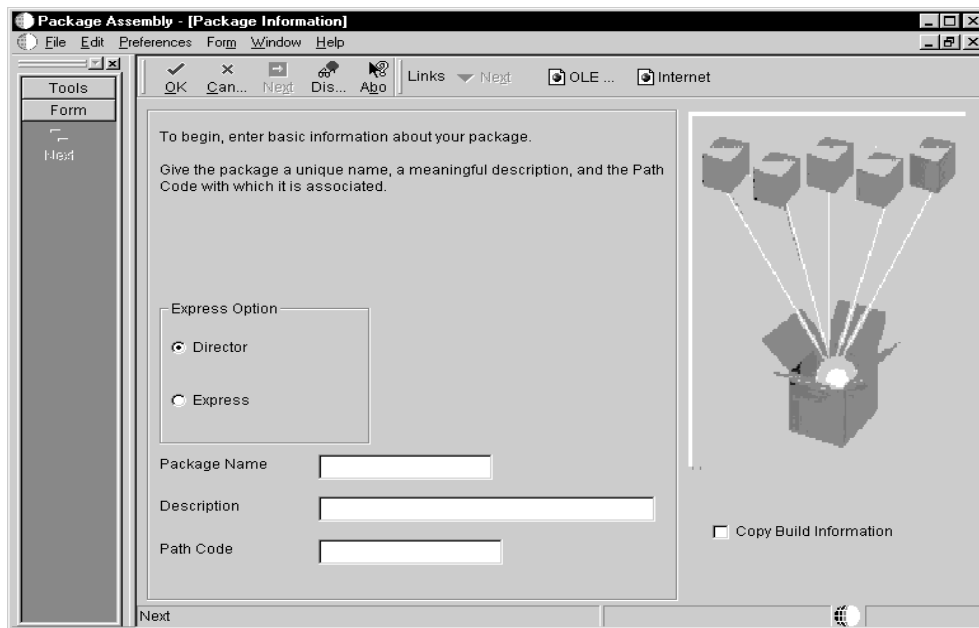 Package Assembly - [Package Information]
File Edit Preferences Form Window Help
Tools
Form
Next
OK Can... Next Dis... Abo Links Next OLE ... Internet
To begin, enter basic information about your package.
Give the package a unique name, a meaningful description, and the Path
Code with which it is associated.
Express Option
Director
Express
Package Name
Description
Path Code
Copy Build Information
Next